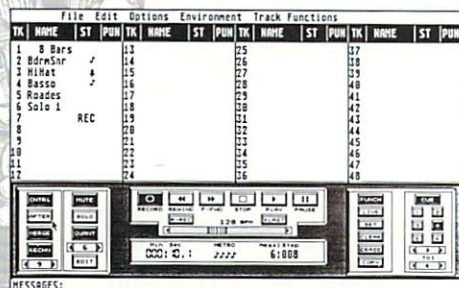 File Edit Options Environment Track Functions
TK NAME ST PUN TK NAME ST PUN TK NAME ST PUN TK NAME ST PUN
1 8 Bars 13 25 37
2 BdrmSnr 14 26 38
3 HiHat 15 27 39
4 Basso 16 28 40
5 Roades 17 29 41
6 Solo 1 18 30 42
7 REC 19 31 43
8 20 32 44
9 21 33 45
10 22 34 46
11 23 35 47
12 24 36 48
CNTRL MUTE PUNCH CUE
AFTER SOLO
RECORD REWIND F-FWD STOP PAUSE
MERGE QUANT 120 BPM
RECHN 6 ERASE
9 EDIT COPY
Min Sec METRO Meas|Step
000:10.1 6:008
MESSAGES: